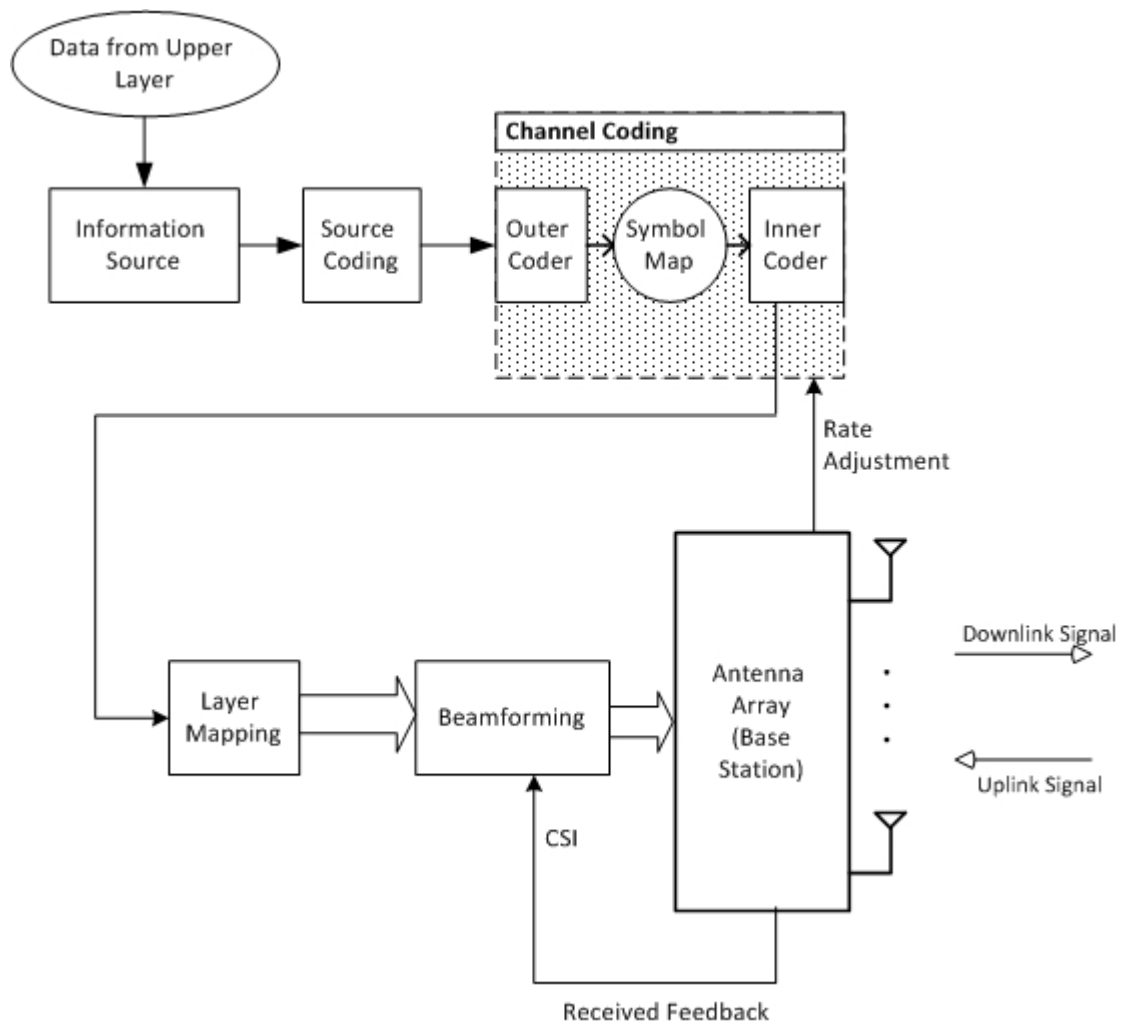 Data from Upper
Layer
Channel Coding
Information
Source
Source
Coding
Outer
Coder
Symbol
Map
Inner
Coder
Rate
Adjustment
Layer
Mapping
Beamforming
Antenna
Array
(Base
Station)
Downlink Signal
Uplink Signal
CSI
Received Feedback